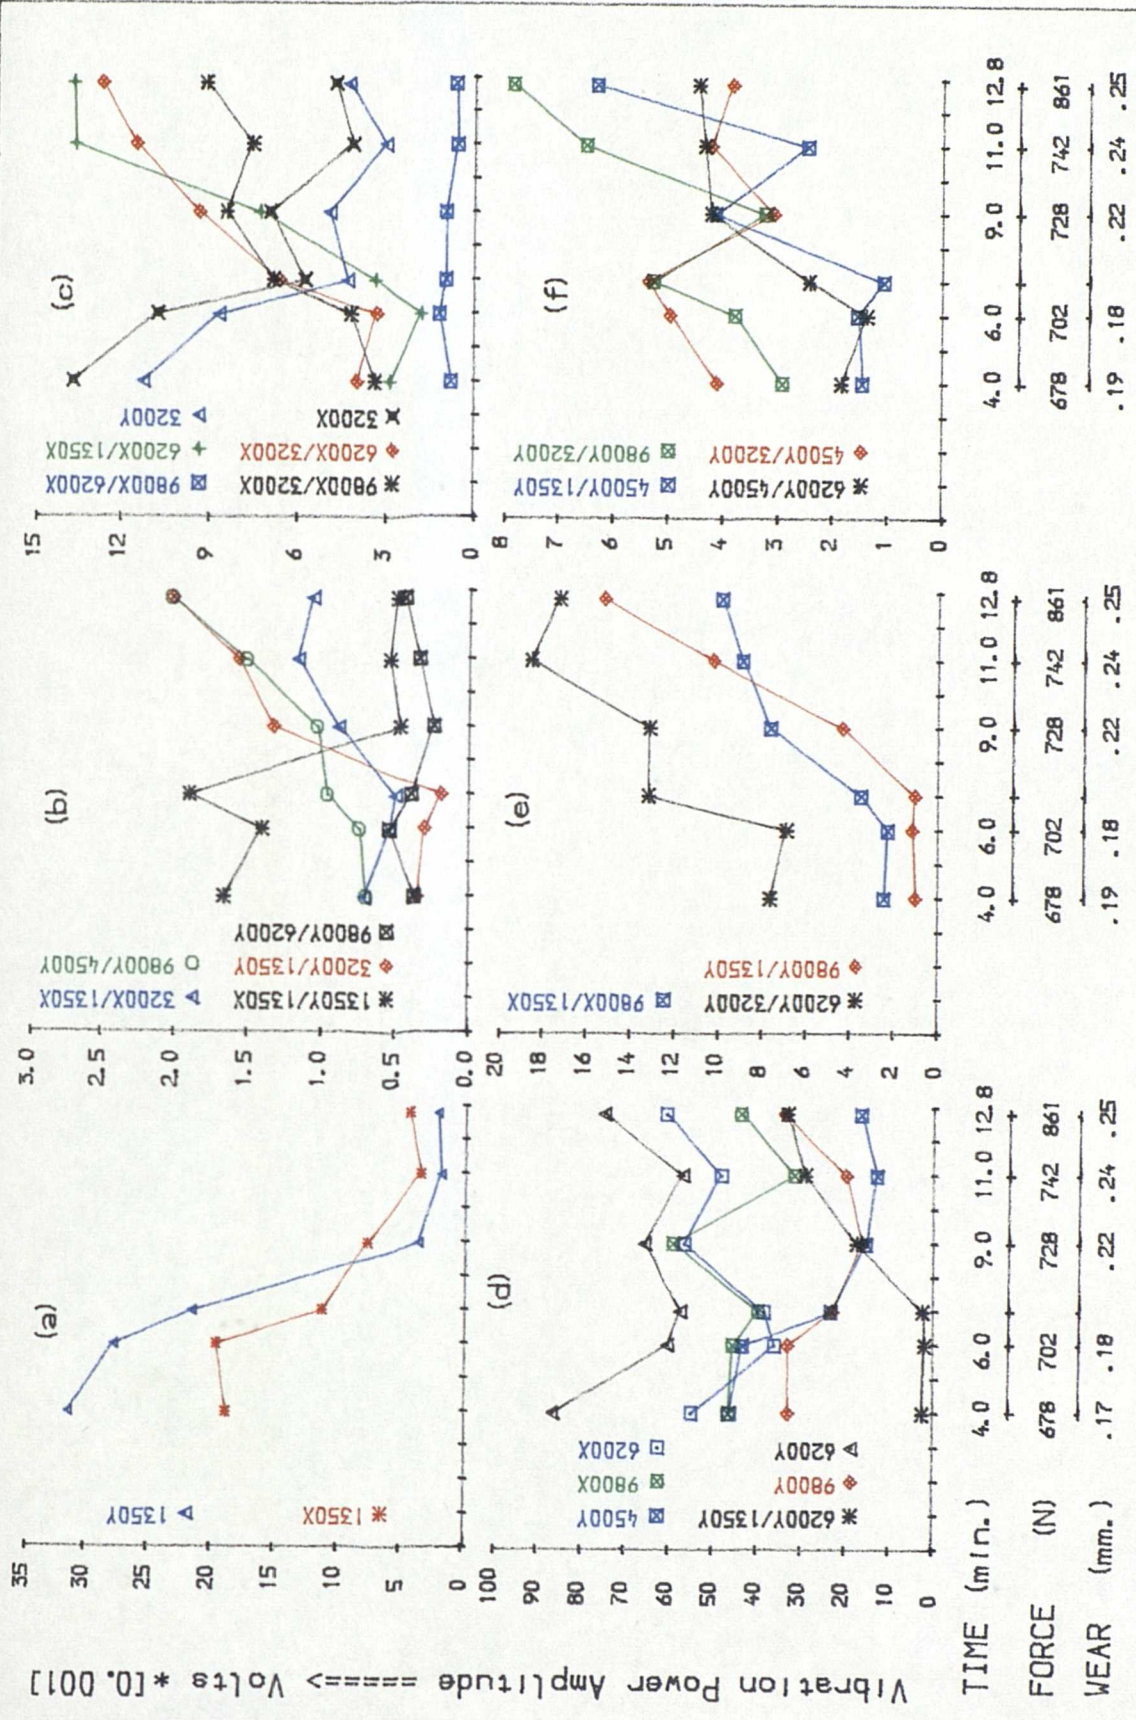 Vibration Power Amplitude =====> Volts *[0.001]
(a)
35
30
25
20
15
10
5
0
1350Y
1350X
(b)
3.0
2.5
2.0
1.5
1.0
0.5
0.0
3200X/1350X
9800Y/4500Y
1350Y/1350X
3200Y/1350Y
9800Y/6200Y
(c)
15
12
9
6
3
0
9800X/6200X
6200X/1350X
3200Y
9800X/3200X
6200X/3200X
3200X
(d)
100
90
80
70
60
50
40
30
20
10
0
4500Y
9800X
6200X
6200Y/1350Y
9800Y
6200Y
(e)
20
18
16
14
12
10
8
6
4
2
0
9800X/1350X
6200Y/3200Y
9800Y/1350Y
(f)
8
7
6
5
4
3
2
1
0
4500Y/1350Y
9800Y/3200Y
6200Y/4500Y
4500Y/3200Y
TIME (min.) 4.0 6.0 9.0 11.0 12.8 4.0 6.0 9.0 11.0 12.8 4.0 6.0 9.0 11.0 12.8
FORCE (N) 678 702 728 742 861 678 702 728 742 861 678 702 728 742 861
WEAR (mm.) .17 .18 .22 .24 .25 .19 .18 .22 .24 .25 .19 .18 .22 .24 .25